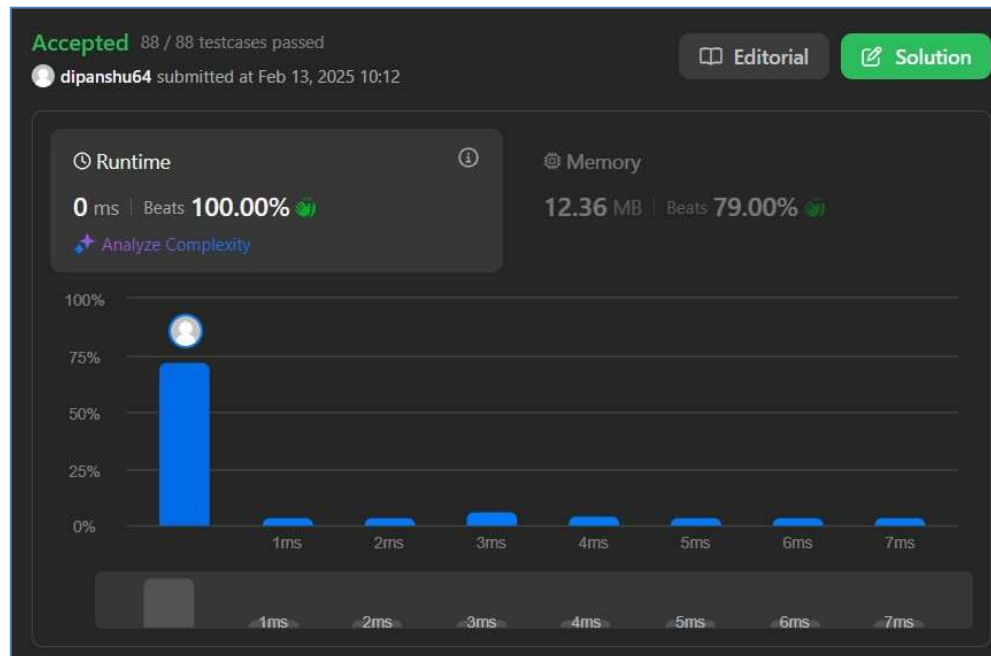 Accepted 88 / 88 testcases passed
Editorial
Solution
dipanshu64 submitted at Feb 13, 2025 10:12
Runtime
Memory
0 ms | Beats 100.00%
12.36 MB | Beats 79.00%
Analyze Complexity
100%
75%
50%
25%
0%
1ms 2ms 3ms 4ms 5ms 6ms 7ms
1ms 2ms 3ms 4ms 5ms 6ms 7ms